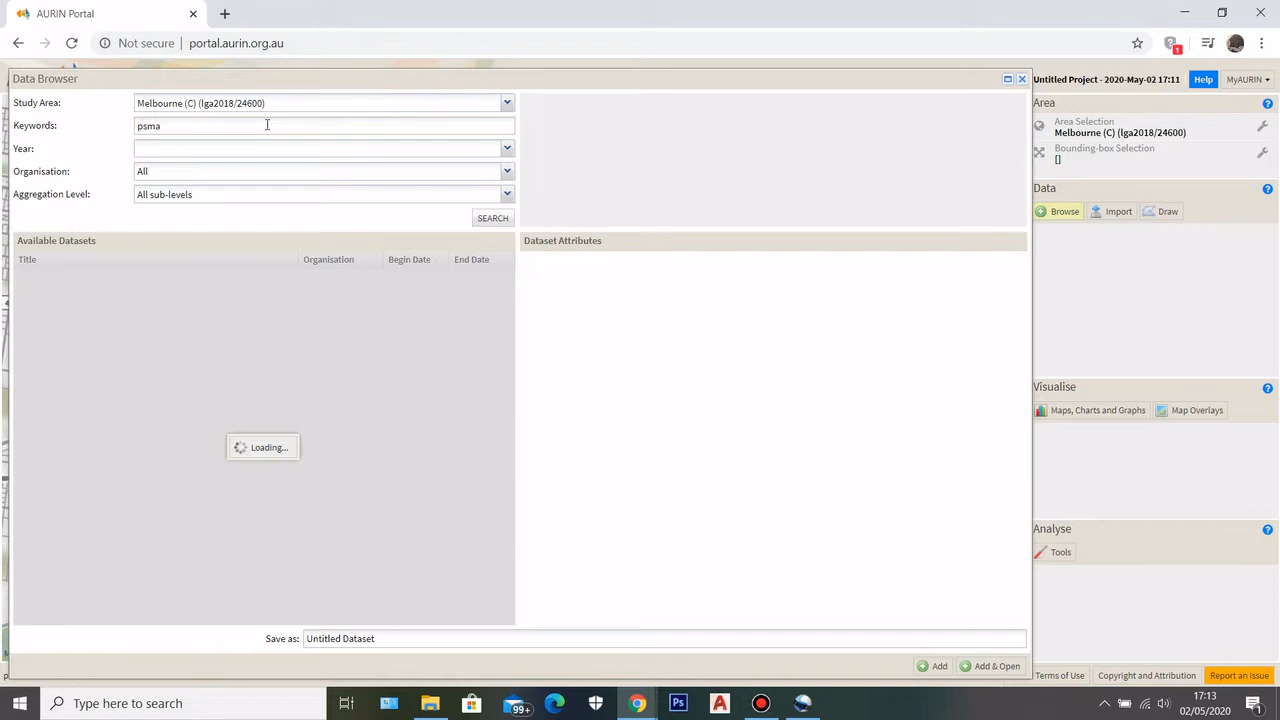 AURIN Portal
Not secure
portal.aurin.org.au
1
Data Browser
Study Area:
Melbourne (C) (lga2018/24600)
Keywords:
psma
Year:
Organisation:
All
Aggregation Level:
All sub-levels
SEARCH
Available Datasets
Title
Organisation
Begin Date
End Date
Loading...
Dataset Attributes
Save as:
Untitled Dataset
Add
Add & Open
Untitled Project - 2020-May-02 17:11
Help
MyAURIN
Area
?
Area Selection
Melbourne (C) (lga2018/24600)
Bounding-box Selection
[]
Data
?
Browse
Import
Draw
Visualise
?
Maps, Charts and Graphs
Map Overlays
Analyse
?
Tools
Terms of Use
Copyright and Attribution
Report an Issue
Type here to search
99+
Ps
A
17:13
02/05/2020
1